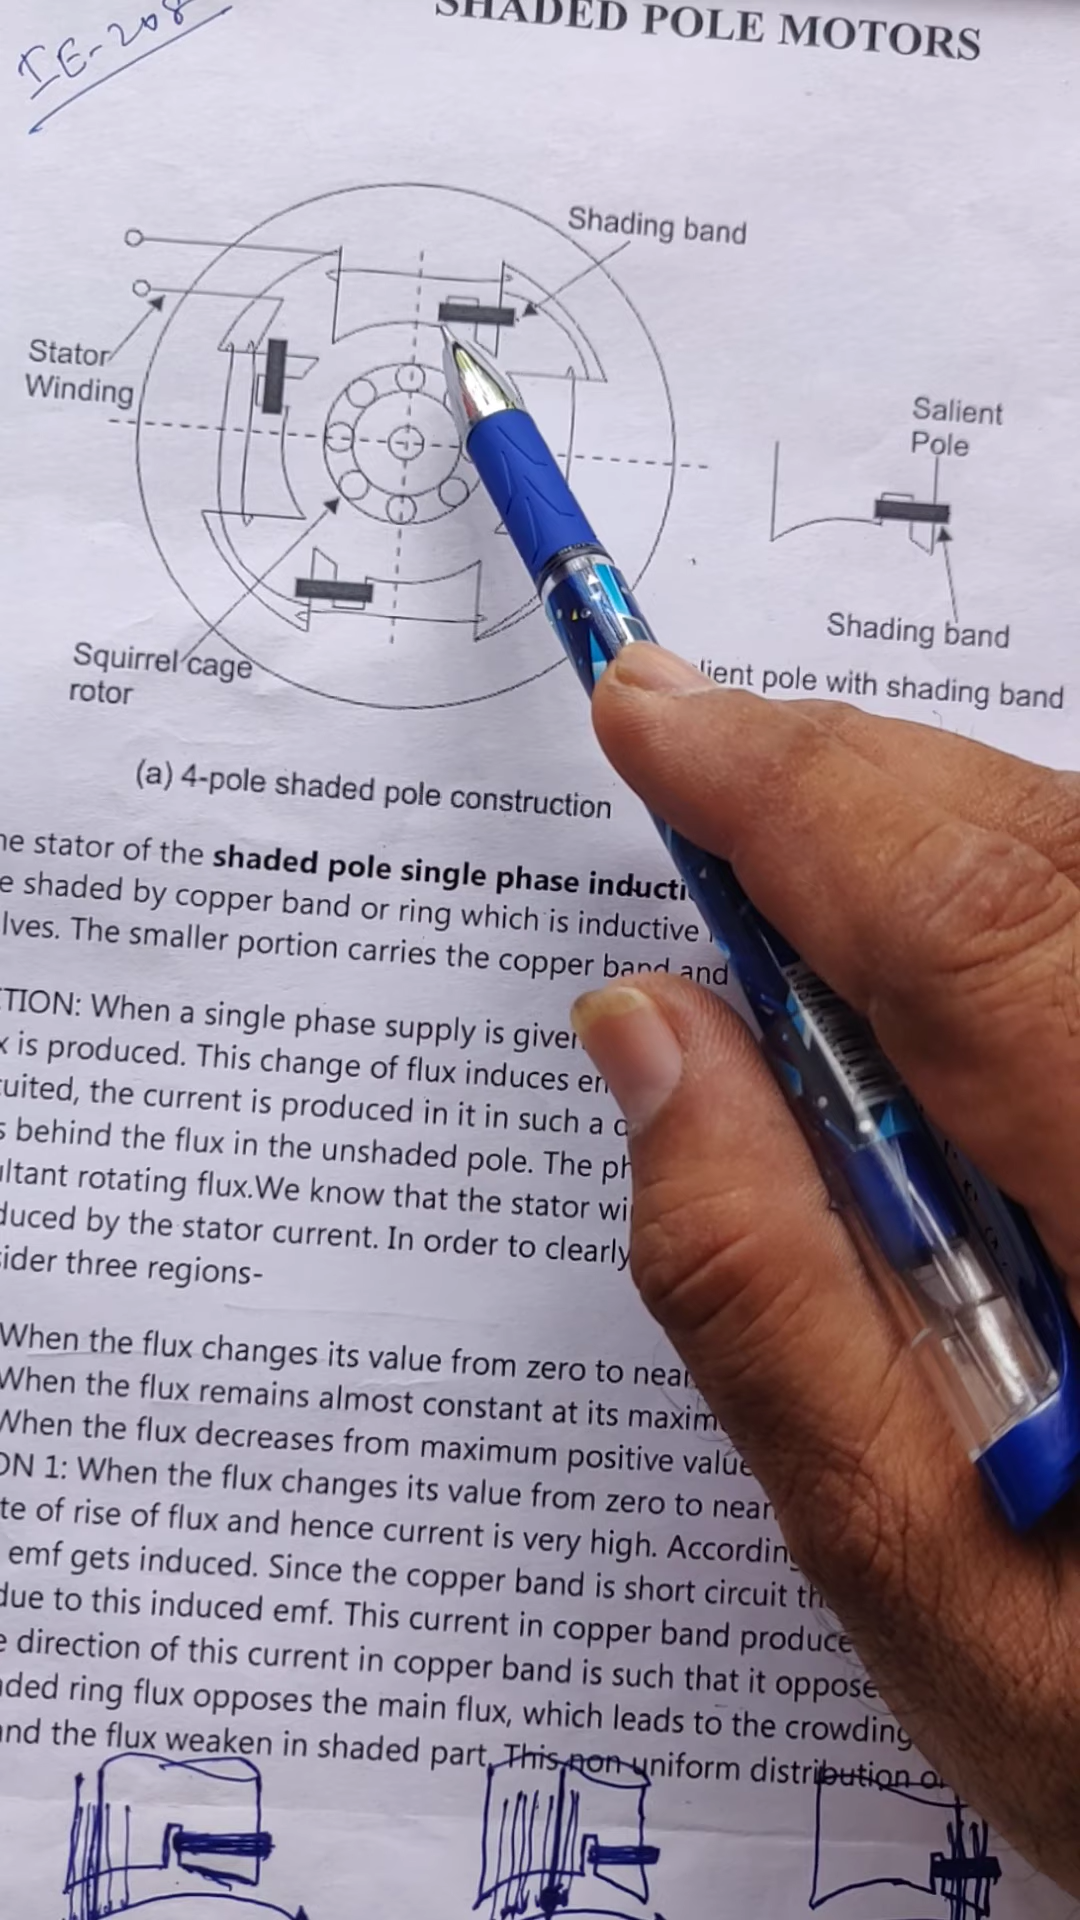 IE-208
SHADED POLE MOTORS
Shading band
Stator
Winding
Salient
Pole
Shading band
Squirrel cage
rotor
lient pole with shading band
(a) 4-pole shaded pole construction
he stator of the shaded pole single phase inducti
e shaded by copper band or ring which is inductive
lves. The smaller portion carries the copper band and
CTION: When a single phase supply is given
x is produced. This change of flux induces em
cuited, the current is produced in it in such a d
s behind the flux in the unshaded pole. The ph
ultant rotating flux.We know that the stator wi
duced by the stator current. In order to clearly
sider three regions-
When the flux changes its value from zero to near
When the flux remains almost constant at its maxim
When the flux decreases from maximum positive value
ON 1: When the flux changes its value from zero to near
te of rise of flux and hence current is very high. According
emf gets induced. Since the copper band is short circuit th
due to this induced emf. This current in copper band produce
e direction of this current in copper band is such that it oppose
aded ring flux opposes the main flux, which leads to the crowding
and the flux weaken in shaded part. This non uniform distribution of